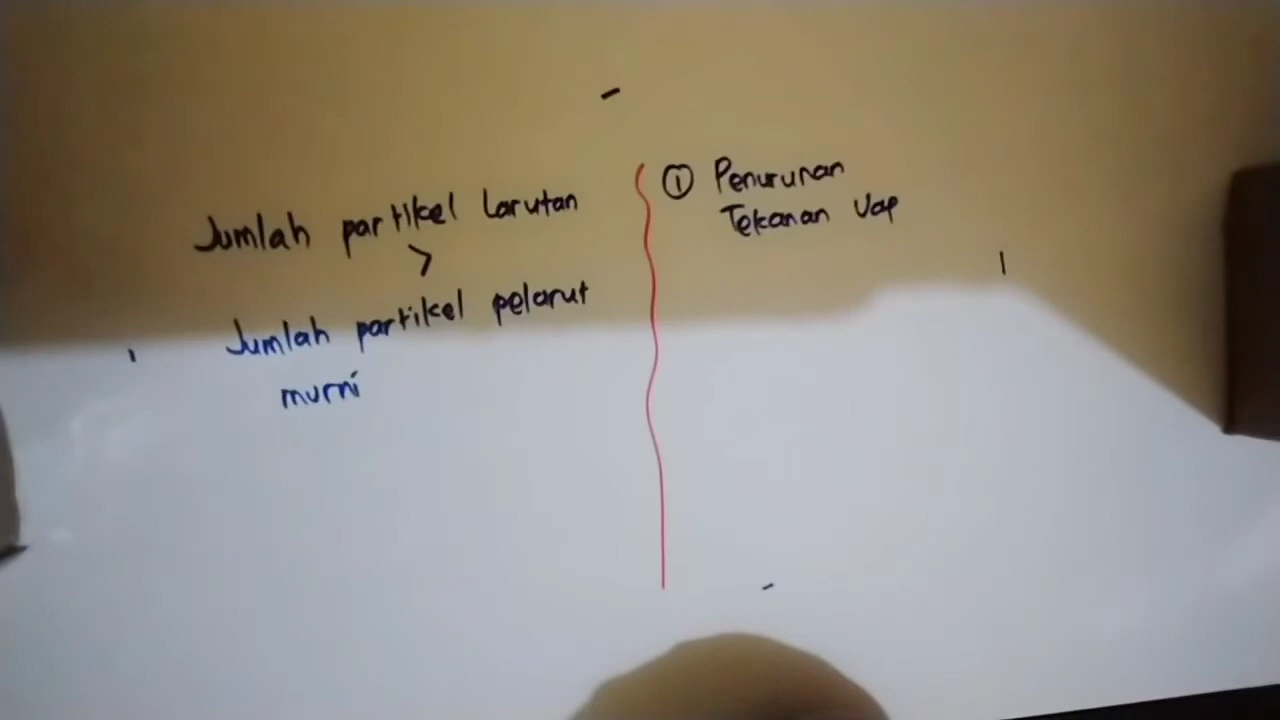 Jumlah partikel Larutan
>
Jumlah partikel pelarut
murni
① Penurunan
Tekanan Uap